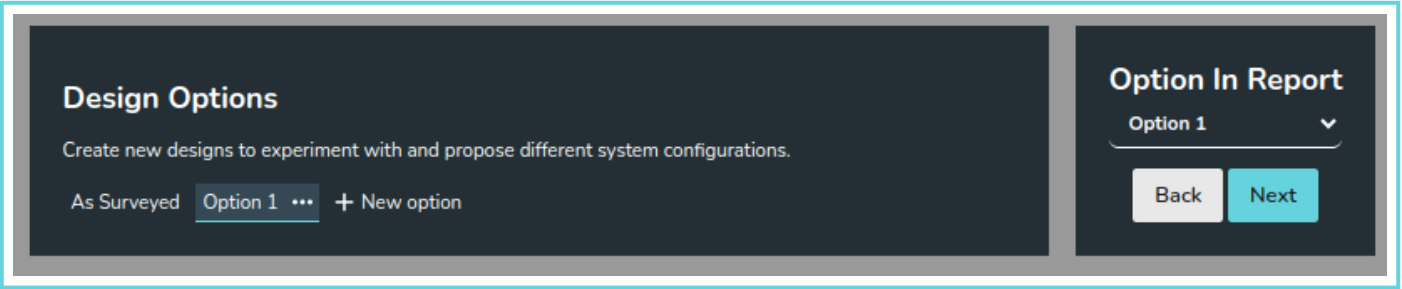 Design Options
Create new designs to experiment with and propose different system configurations.
As Surveyed Option 1 ••• + New option
Option In Report
Option 1
Back Next